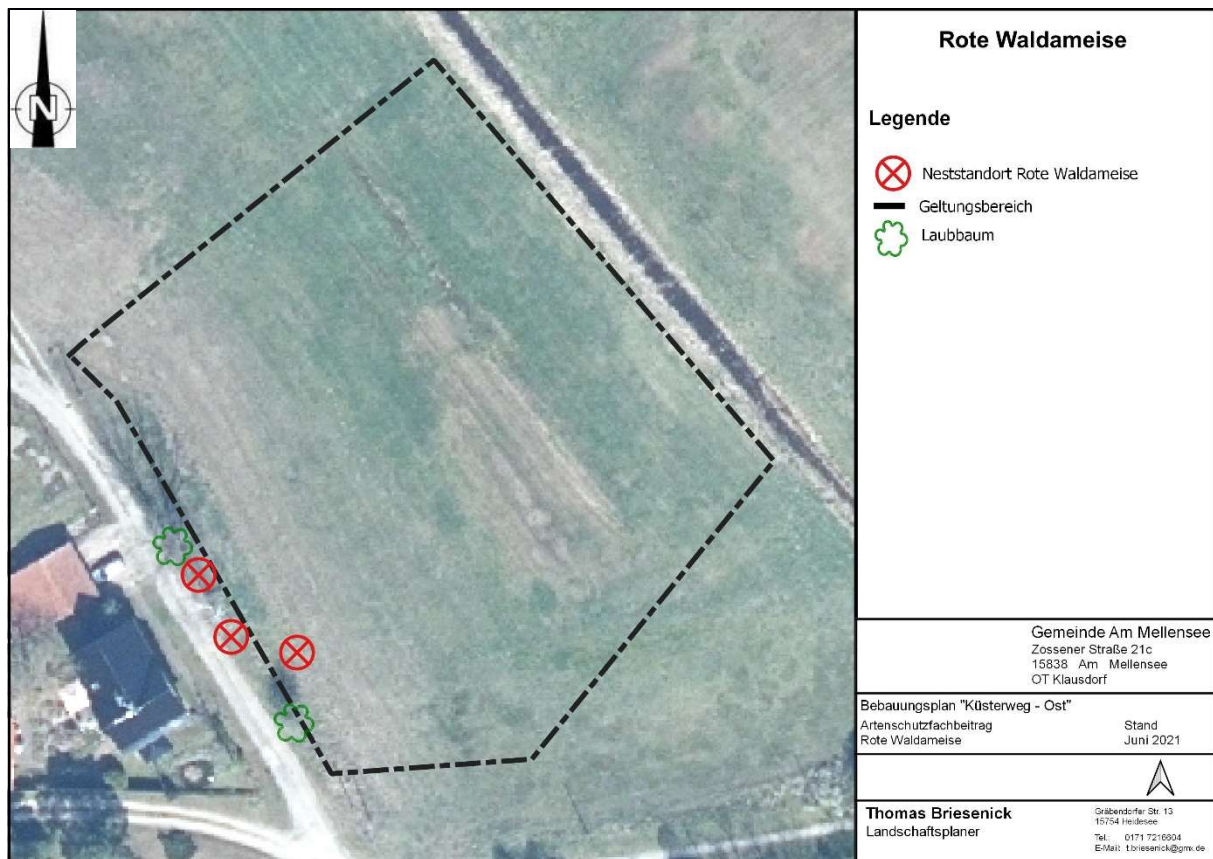 N
Rote Waldameise
Legende
Neststandort Rote Waldameise
Geltungsbereich
Laubbaum
Gemeinde Am Mellensee
Zossener Straße 21c
15838 Am Mellensee
OT Klausdorf
Bebauungsplan "Küsterweg - Ost"
Artenschutzfachbeitrag Stand
Rote Waldameise Juni 2021
Thomas Briesenick
Landschaftsplaner
Gräbendorfer Str. 13
15754 Heidesee
Tel.: 0171 7216604
E-Mail: t.briesenick@gmx.de